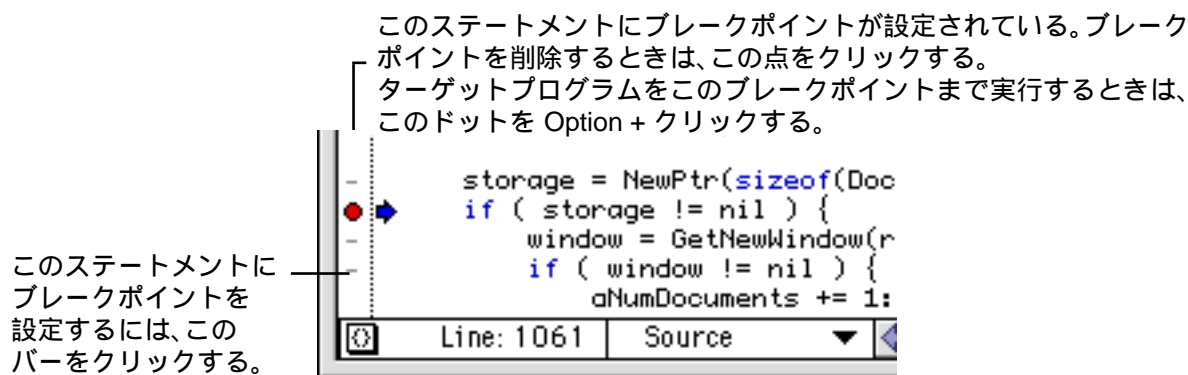 このステートメントにブレークポイントが設定されている。ブレーク
ポイントを削除するときは、この点をクリックする。
ターゲットプログラムをこのブレークポイントまで実行するときは、
このドットを Option + クリックする。
storage = NewPtr(sizeof(Doc
if ( storage != nil ) {
window = GetNewWindow(r
if ( window != nil ) {
aNumDocuments += 1:
このステートメントに
ブレークポイントを
設定するには、この
バーをクリックする。
Line: 1061 Source